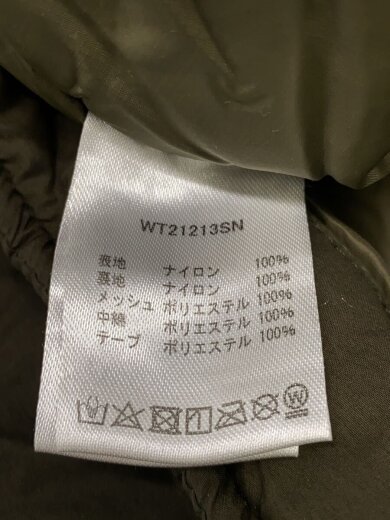 WT21213SN
表地 ナイロン 100%
裏地 ナイロン 100%
メッシュ ポリエステル 100%
中綿 ポリエステル 100%
テープ ポリエステル 100%